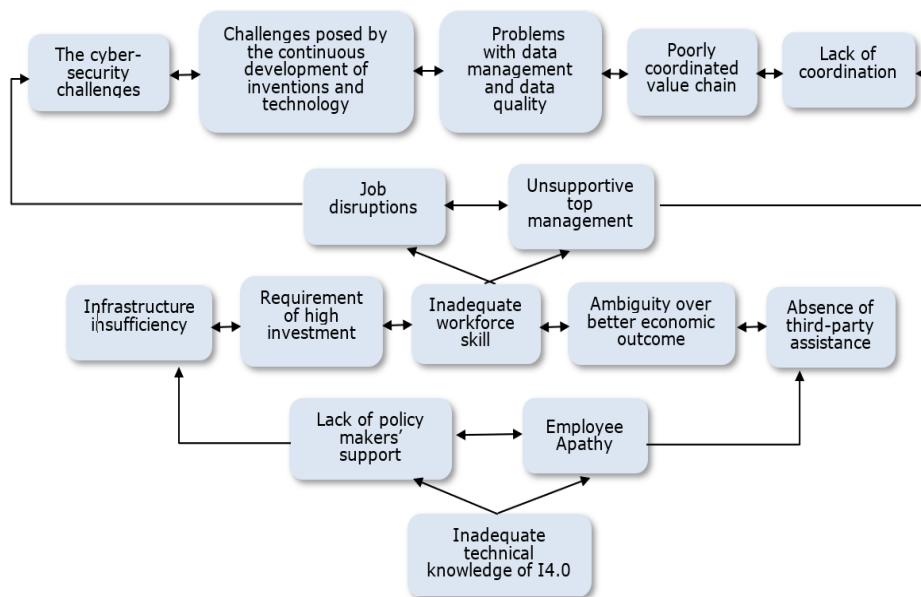 The cyber-
security
challenges
Challenges posed by
the continuous
development of
inventions and
technology
Problems
with data
management
and data
quality
Poorly
coordinated
value chain
Lack of
coordination
Job
disruptions
Unsupportive
top
management
Infrastructure
insufficiency
Requirement
of high
investment
Inadequate
workforce
skill
Ambiguity over
better economic
outcome
Absence of
third-party
assistance
Lack of policy
makers'
support
Employee
Apathy
Inadequate
technical
knowledge of I4.0